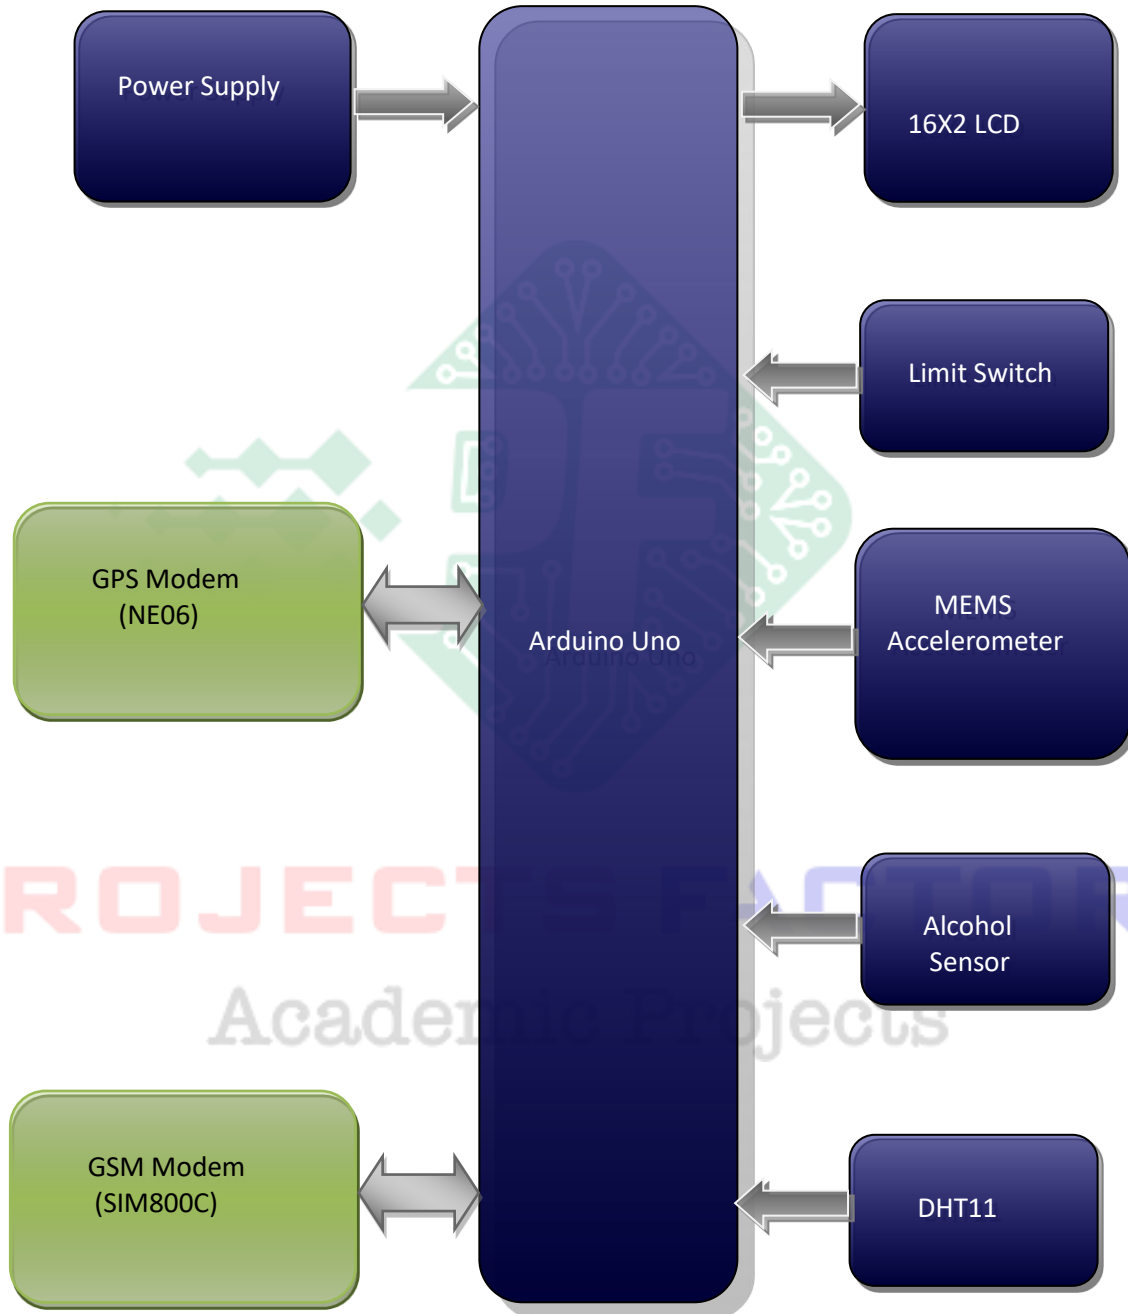 Power Supply
16X2 LCD
Limit Switch
GPS Modem
(NE06)
Arduino Uno
MEMS
Accelerometer
ROJECTS FACTOR
Alcohol
Sensor
Academic Projects
GSM Modem
(SIM800C)
DHT11